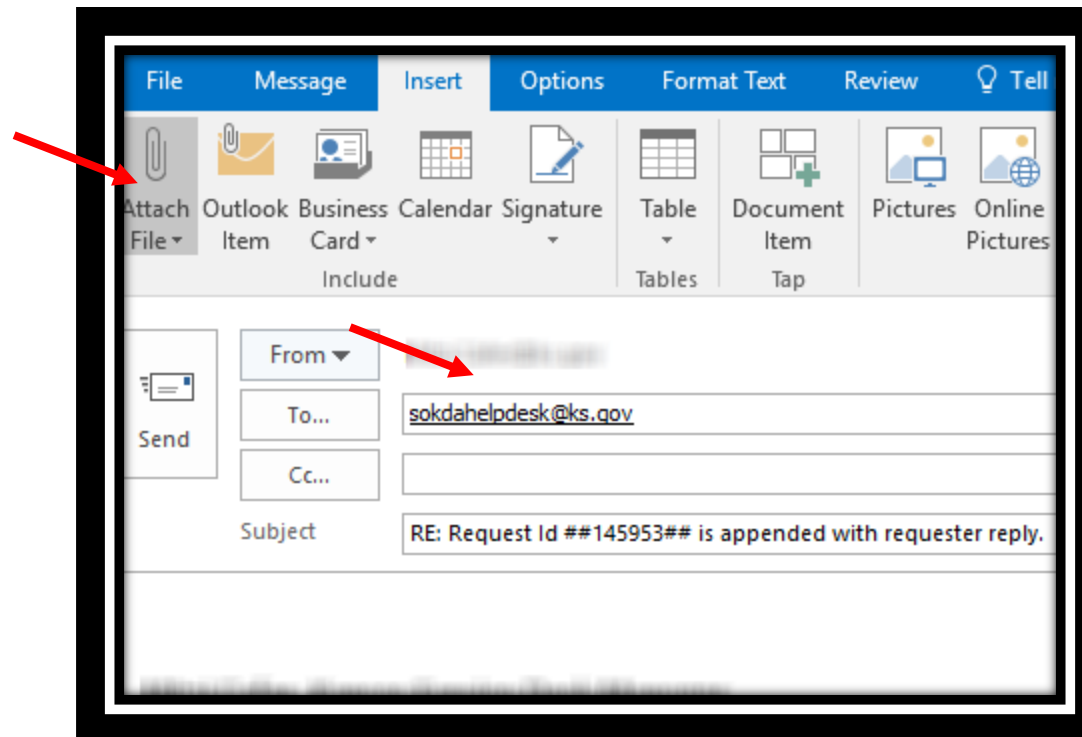 File Message Insert Options Format Text Review Tell
Attach Outlook Business Calendar Signature Table Document Pictures Online
File Item Card Item Pictures
Include Tables Tap
From
To... sokdahelpdesk@ks.gov
Send
Cc...
Subject RE: Request Id ##145953## is appended with requester reply.